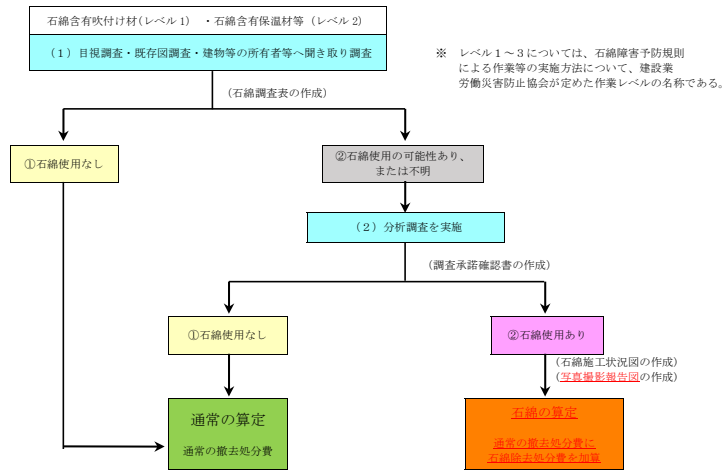 石綿含有吹付け材(レベル1)　・石綿含有保温材等（レベル2）
（１）目視調査・既存図調査・建物等の所有者等へ聞き取り調査
※　レベル１～３については、石綿障害予防規則
による作業等の実施方法について、建設業
労働災害防止協会が定めた作業レベルの名称である。
（石綿調査表の作成）
①石綿使用なし
②石綿使用の可能性あり、
または不明
（２）分析調査を実施
（調査承諾確認書の作成）
①石綿使用なし
②石綿使用あり
（石綿施工状況図の作成）
（写真撮影報告図の作成）
通常の算定
通常の撤去処分費
石綿の算定
通常の撤去処分費に
石綿除去処分費を加算